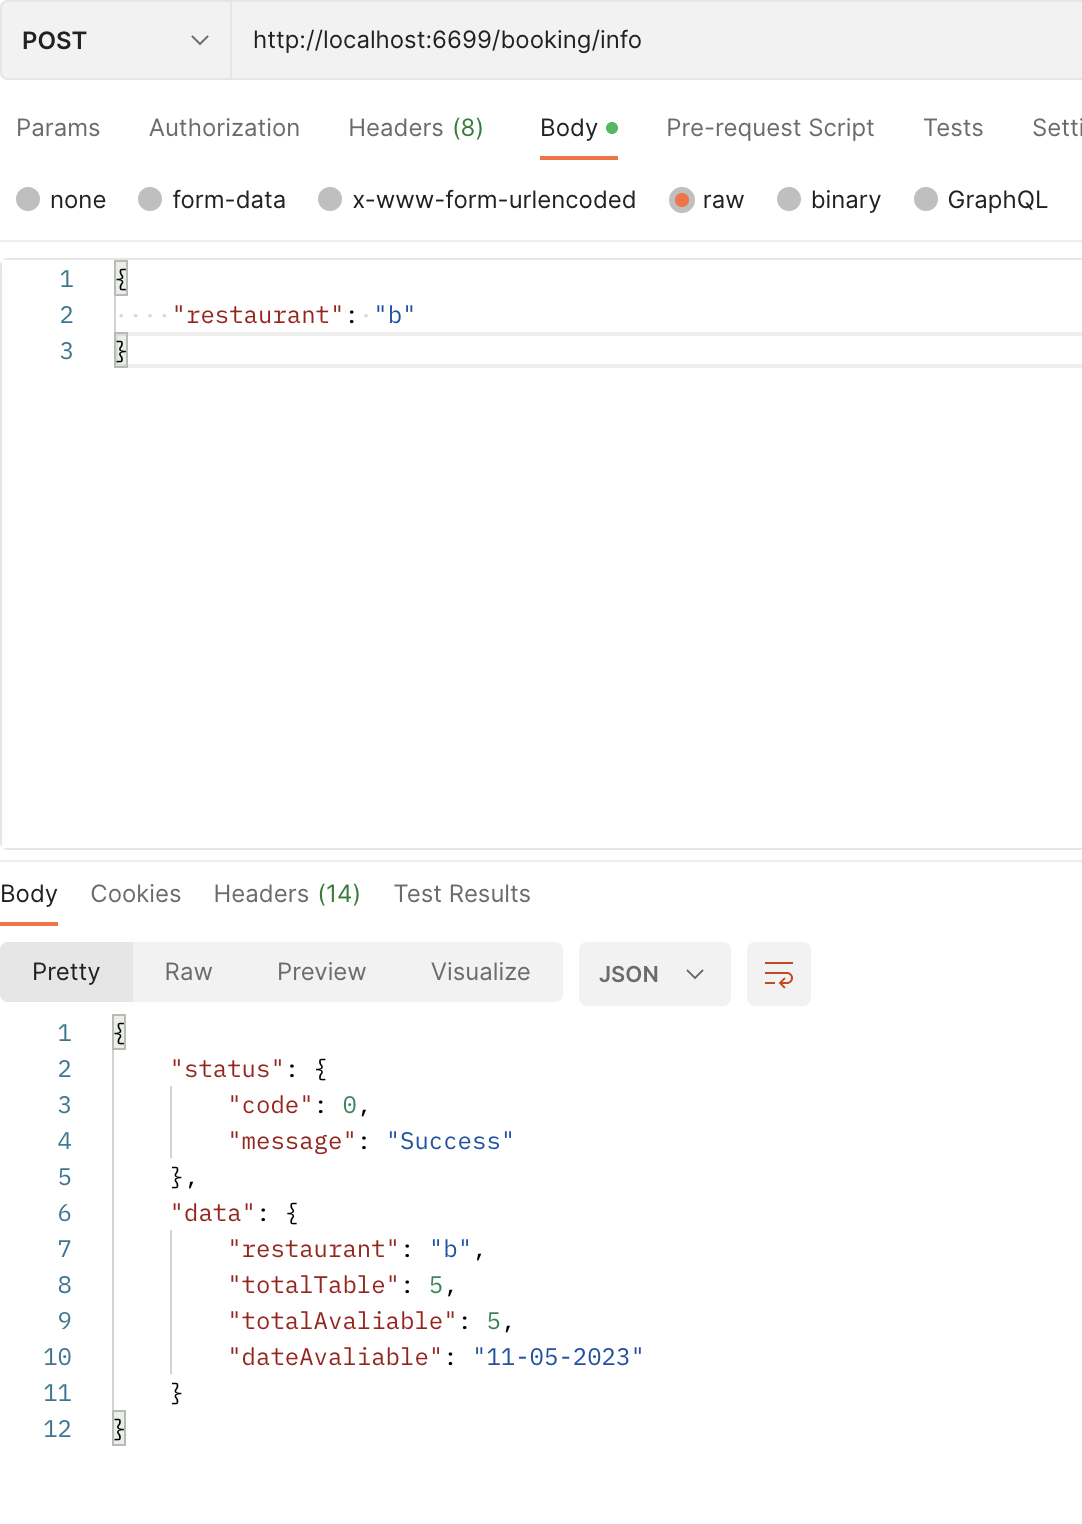 POST http://localhost:6699/booking/info
Params Authorization Headers (8) Body Pre-request Script Tests Setti
none form-data x-www-form-urlencoded raw binary GraphQL
1 {
2 "restaurant": "b"
3 }
Body Cookies Headers (14) Test Results
Pretty Raw Preview Visualize JSON
1 {
2 "status": {
3 "code": 0,
4 "message": "Success"
5 },
6 "data": {
7 "restaurant": "b",
8 "totalTable": 5,
9 "totalAvaliable": 5,
10 "dateAvaliable": "11-05-2023"
11 }
12 }